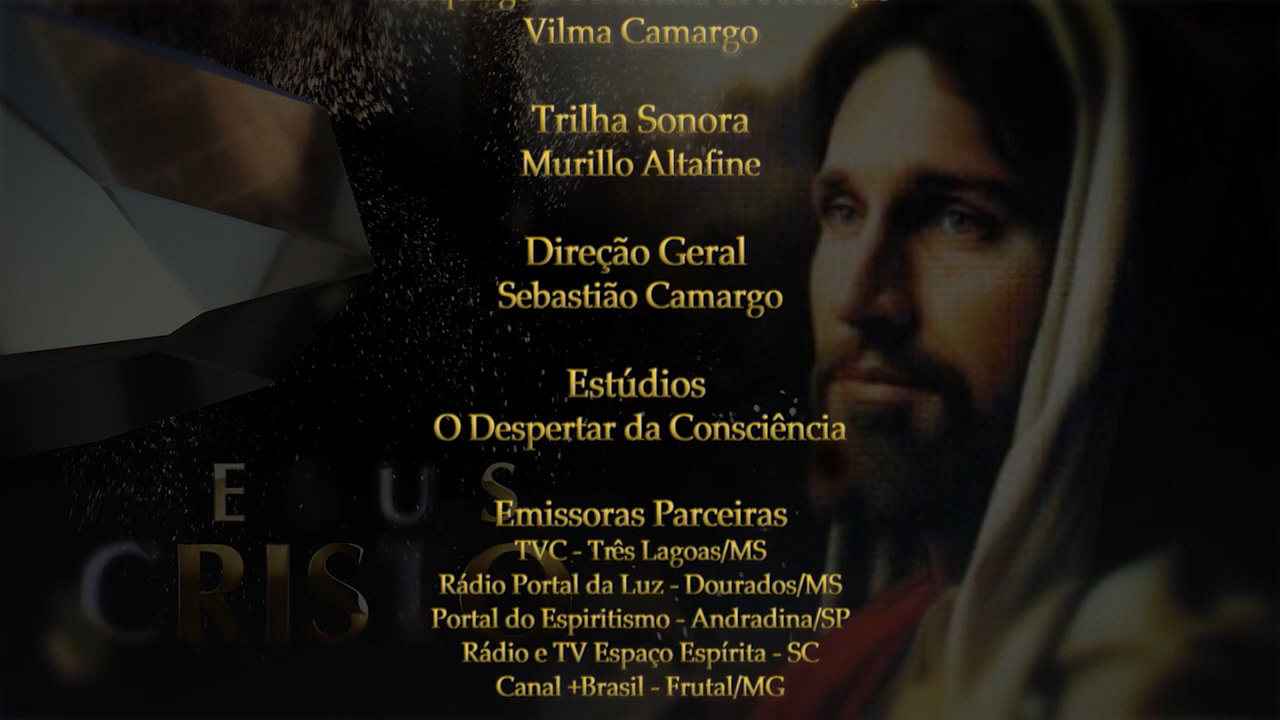 Vilma Camargo
Trilha Sonora
Murillo Altafine
Direção Geral
Sebastião Camargo
Estúdios
O Despertar da Consciência
E U S
CRISTO
Emissoras Parceiras
TVC - Três Lagoas/MS
Rádio Portal da Luz - Dourados/MS
Portal do Espiritismo - Andradina/SP
Rádio e TV Espaço Espírita - SC
Canal +Brasil - Frutal/MG